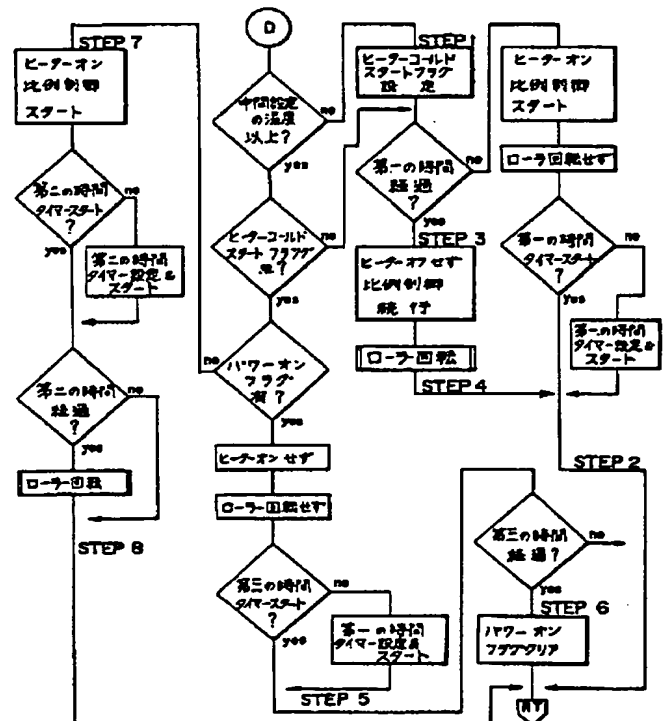 STEP 7
ヒーターオン
比例制御
スタート
第二の時間
タイマースタート
?
no
yes
第二の時間
タイマー設定&
スタート
第二の時間
経過
?
no
yes
ローラー回転
STEP 8
D
中間設定
の温度
以上?
no
yes
ヒーターコールド
スタートフラグ
?
no
yes
パワーオン
フラグ
有?
no
yes
ヒーターオンせず
ローラー回転せず
第三の時間
タイマースタート
?
no
yes
第一の時間
スタート
STEP 5
STEP
ヒーターコールド
スタートフラグ
設定
第一の時間
経過
?
no
yes
STEP 3
ヒーターオフせず
比例制御
続行
ローラー回転
STEP 4
ヒーターオン
比例制御
スタート
ローラ回転せず
第一の時間
タイマースタート
?
no
yes
第一の時間
タイマー設定&
スタート
STEP 2
第三の時間
経過?
no
yes
STEP 6
パワーオン
フラグクリア